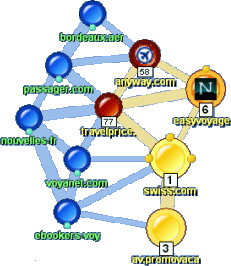 bordeaux.aer
58
anyway.com
passager.com
6
easyvoyage.
77
travelprice.
nouvelles-fr
voyanet.com
1
swiss.com
ebookers-voy
3
av.promovaca